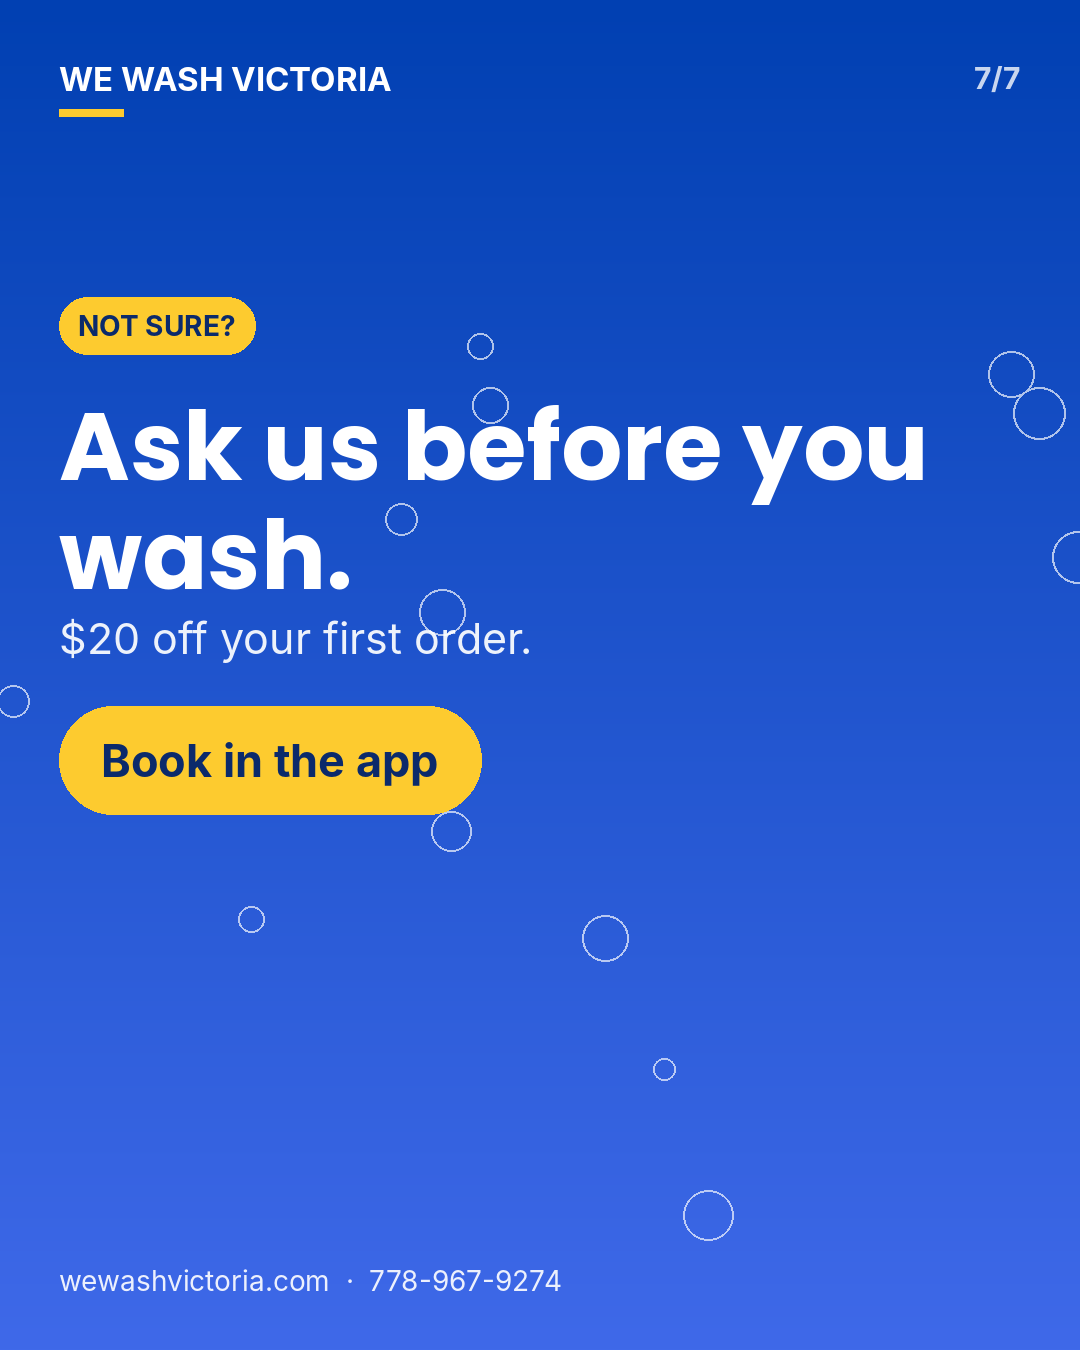 WE WASH VICTORIA
7/7
NOT SURE?
Ask us before you
wash.
$20 off your first order.
Book in the app
wewashvictoria.com · 778-967-9274